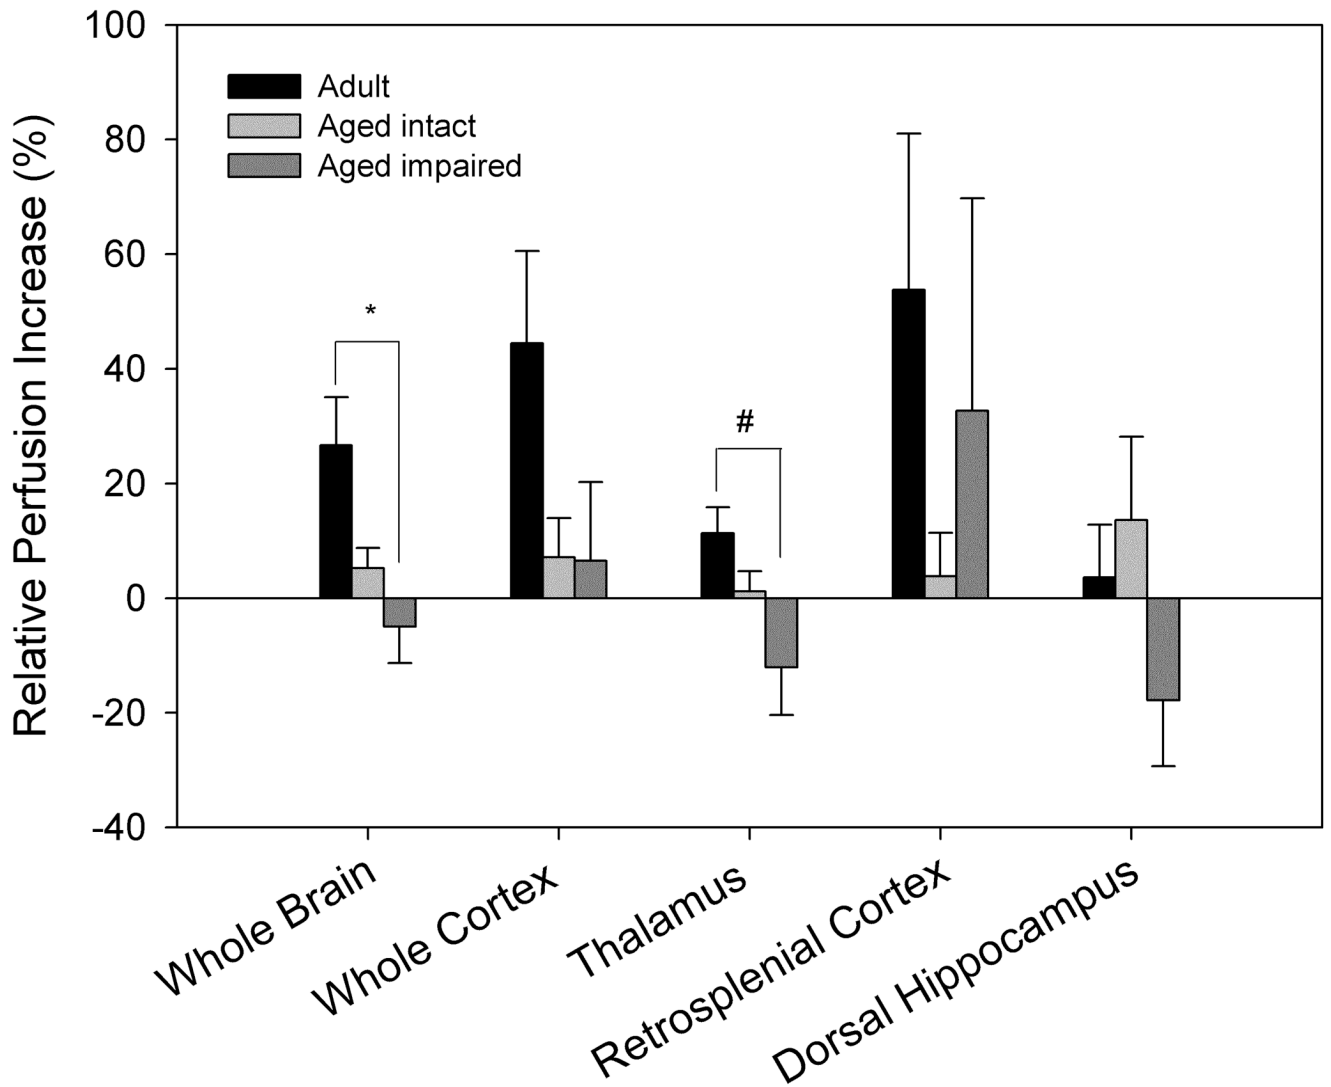 Relative Perfusion Increase (%)
100
80
60
40
20
0
-20
-40
Adult
Aged intact
Aged impaired
*
#
Whole Brain
Whole Cortex
Thalamus
Retrosplenial Cortex
Dorsal Hippocampus